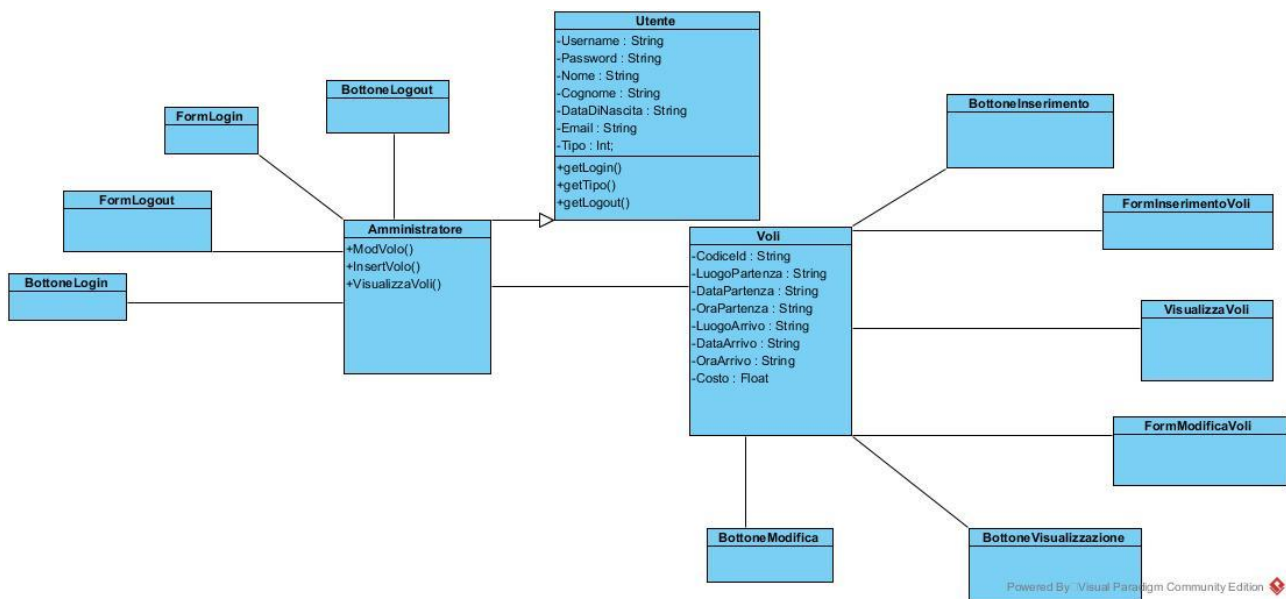 Utente
-Username : String
-Password : String
-Nome : String
-Cognome : String
-DataDiNascita : String
-Email : String
-Tipo : Int;
+getLogin()
+getTipo()
+getLogout()
BottoneLogout
FormLogin
FormLogout
BottoneLogin
Amministratore
+ModVolo()
+InsertVolo()
+VisualizzaVoli()
Voli
-CodiceId : String
-LuogoPartenza : String
-DataPartenza : String
-OraPartenza : String
-LuogoArrivo : String
-DataArrivo : String
-OraArrivo : String
-Costo : Float
BottoneInserimento
FormInserimentoVoli
VisualizzaVoli
FormModificaVoli
BottoneModifica
BottoneVisualizzazione
Powered By Visual Paradigm Community Edition